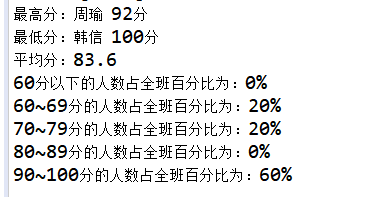 最高分：周瑜 92分
最低分：韩信 100分
平均分：83.6
60分以下的人数占全班百分比为：0%
60~69分的人数占全班百分比为：20%
70~79分的人数占全班百分比为：20%
80~89分的人数占全班百分比为：0%
90~100分的人数占全班百分比为：60%